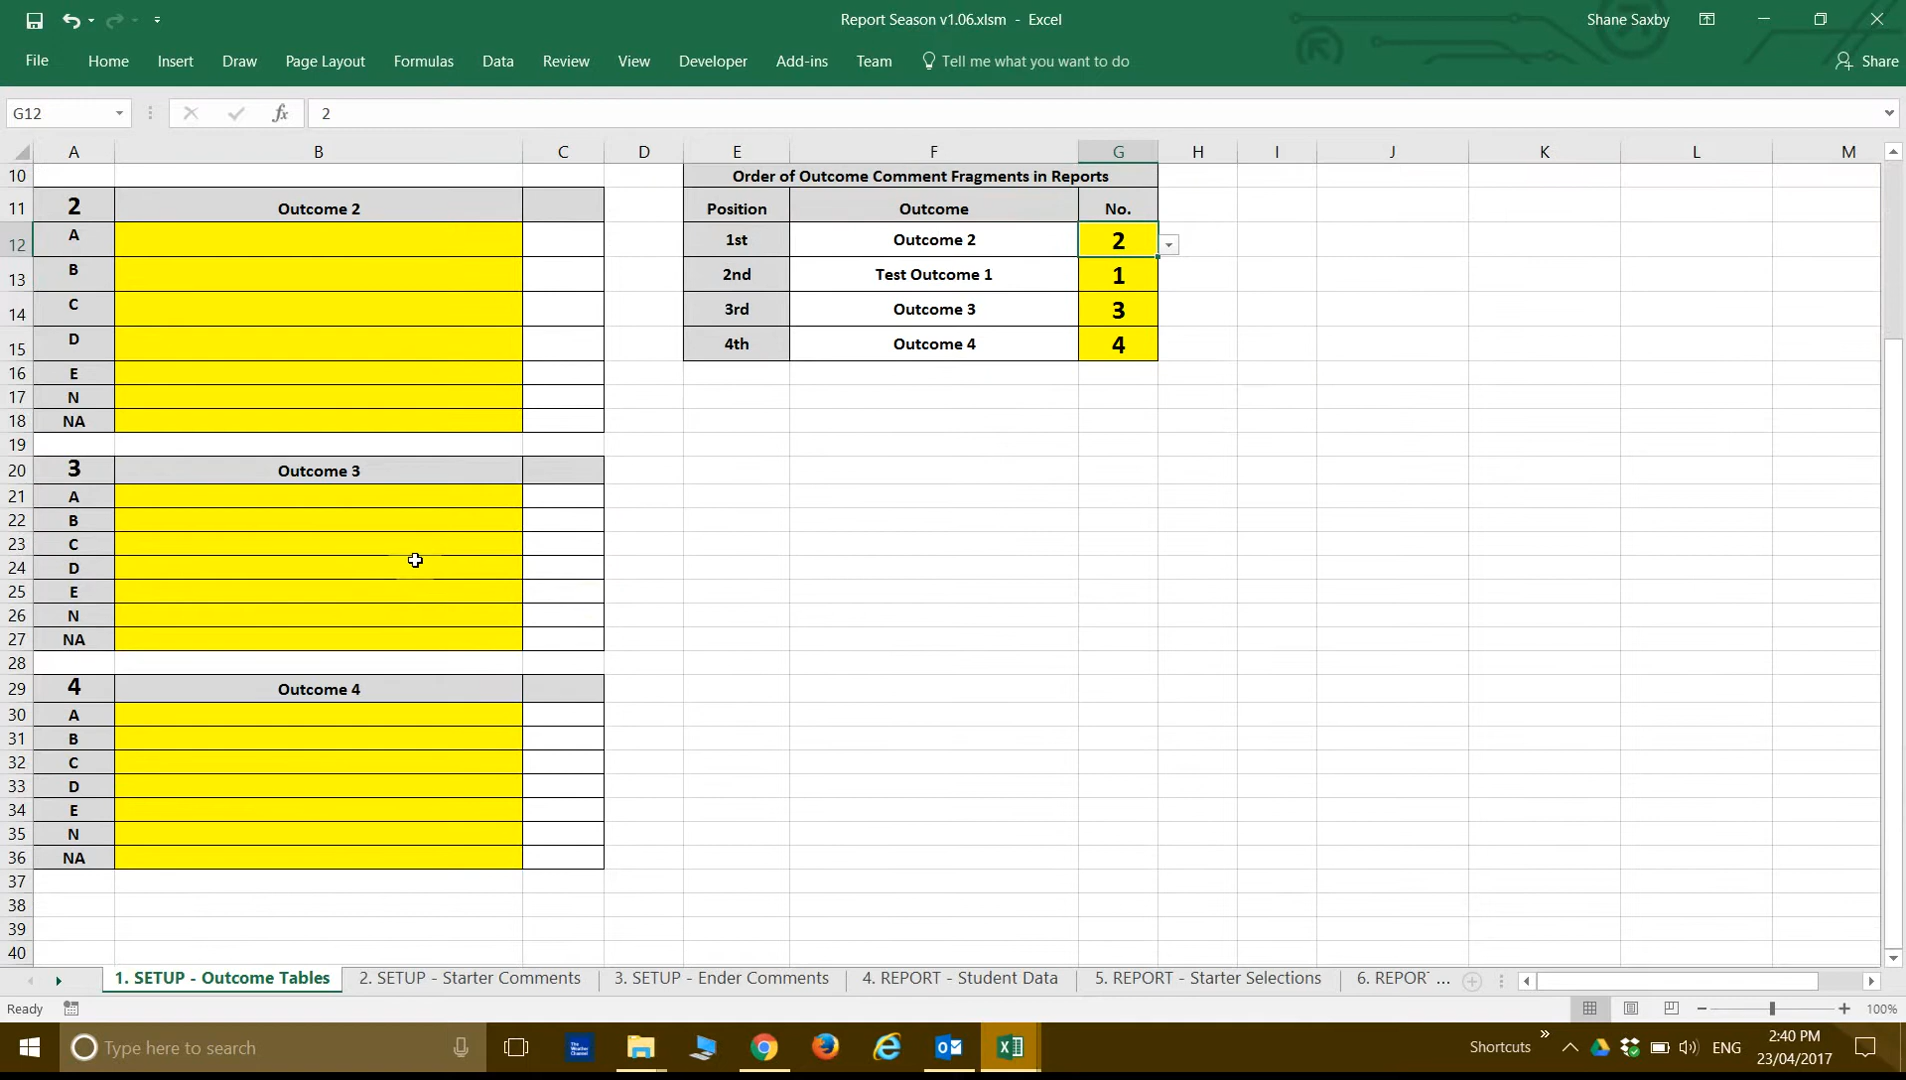 Report Season v1.06.xlsm - Excel
Shane Saxby
File Home Insert Draw Page Layout Formulas Data Review View Developer Add-ins Team Tell me what you want to do Share
G12 fx 2
A B C D E F G H I J K L M
10 Order of Outcome Comment Fragments in Reports
11 2 Outcome 2 Position Outcome No.
12 A 1st Outcome 2 2
13 B 2nd Test Outcome 1 1
14 C 3rd Outcome 3 3
15 D 4th Outcome 4 4
16 E
17 N
18 NA
19
20 3 Outcome 3
21 A
22 B
23 C
24 D
25 E
26 N
27 NA
28
29 4 Outcome 4
30 A
31 B
32 C
33 D
34 E
35 N
36 NA
37
38
39
40
1. SETUP - Outcome Tables 2. SETUP - Starter Comments 3. SETUP - Ender Comments 4. REPORT - Student Data 5. REPORT - Starter Selections 6. REPOR ...
Ready 100%
Type here to search Shortcuts ENG 2:40 PM
23/04/2017